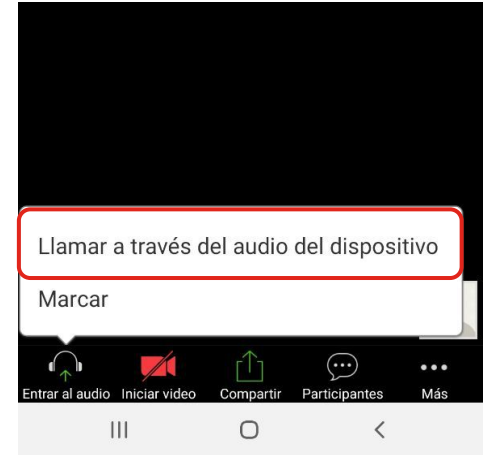 Llamar a través del audio del dispositivo
Marcar
Entrar al audio Iniciar video Compartir Participantes Más